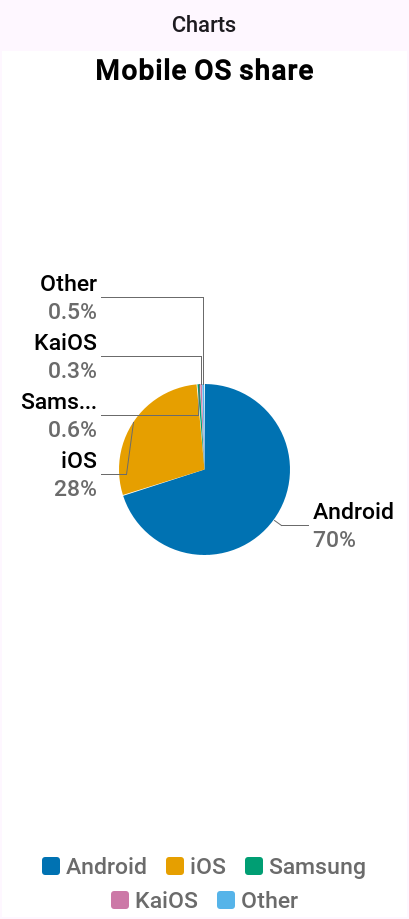 Charts
Mobile OS share
Other
0.5%
KaiOS
0.3%
Sams...
0.6%
iOS
28%
Android
70%
Android iOS Samsung
KaiOS Other